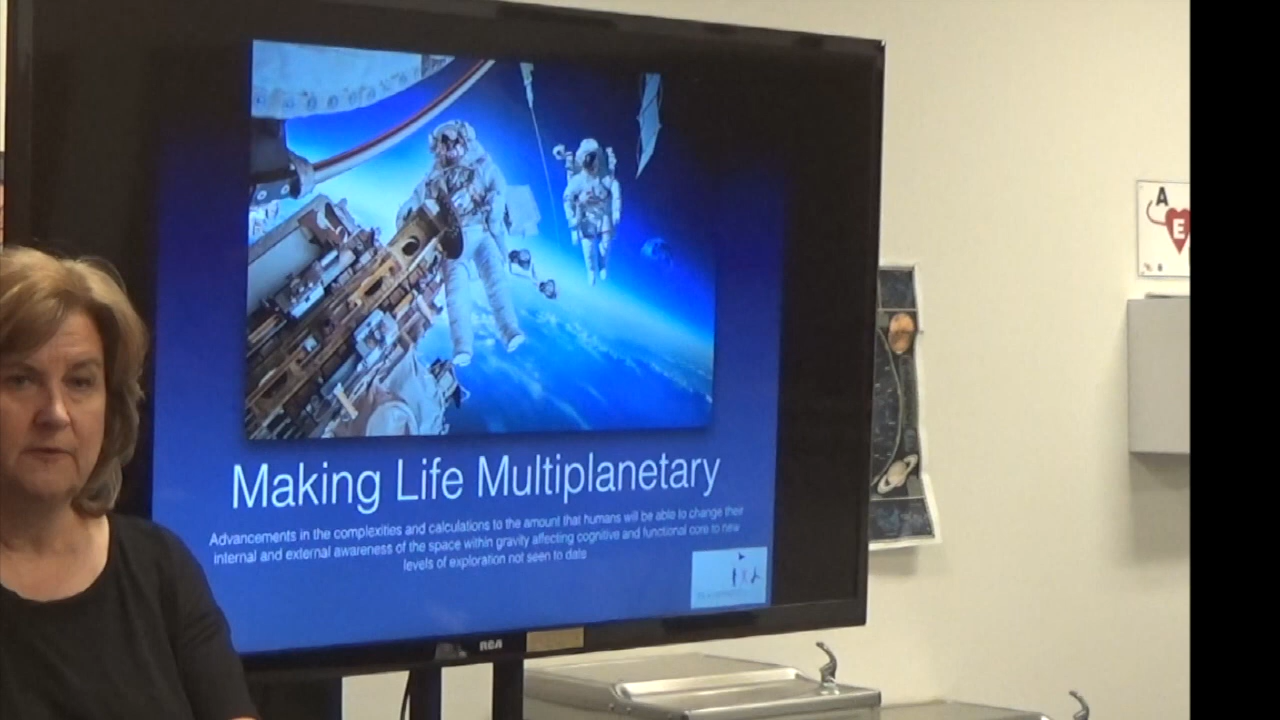 Making Life Multiplanetary
Advancements in the complexities and calculations to the amount that humans will be able to change their
internal and external awareness of the space within gravity affecting cognitive and functional core to new
levels of exploration not seen to date
RCA
A
E